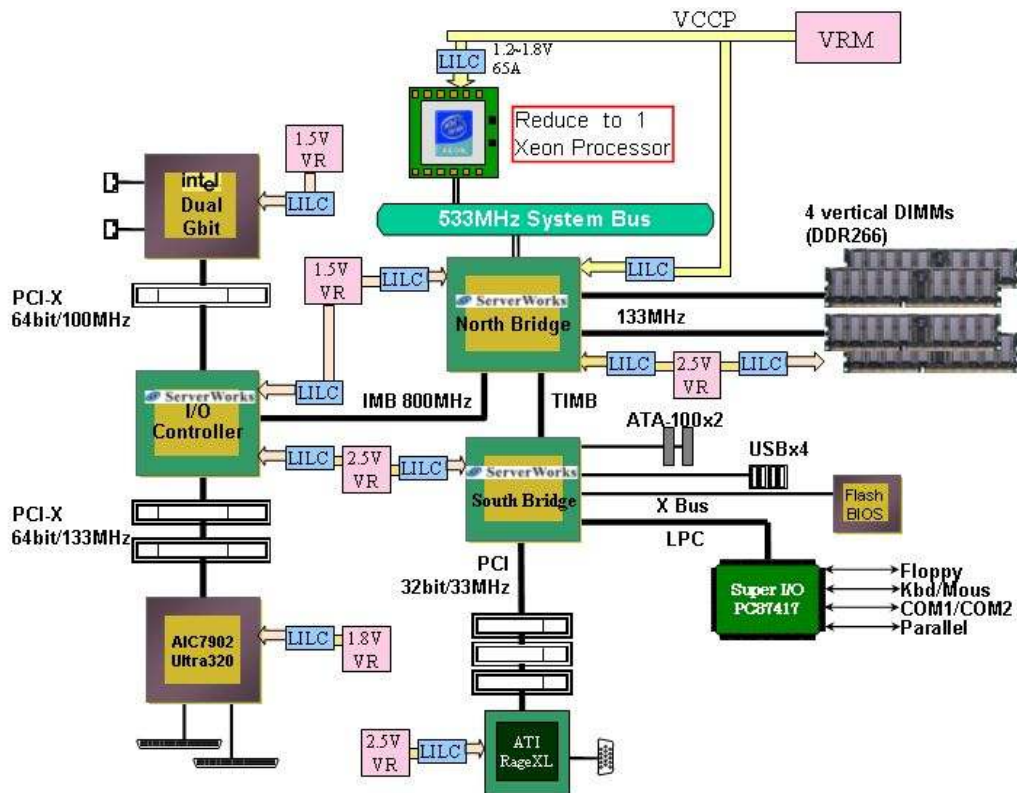 VCCP
VRM
1.2~1.8V
65A
LILC
XEON
Reduce to 1
Xeon Processor
1.5V
VR
LILC
intel
Dual
Gbit
533MHz System Bus
4 vertical DIMMs
(DDR266)
1.5V
VR
LILC
LILC
ServerWorks
North Bridge
133MHz
PCI-X
64bit/100MHz
LILC
2.5V
VR
LILC
LILC
ServerWorks
I/O
Controller
IMB 800MHz
TIMB
ATA-100x2
LILC
2.5V
VR
LILC
ServerWorks
South Bridge
USBx4
Flash
BIOS
X Bus
LPC
PCI-X
64bit/133MHz
PCI
32bit/33MHz
Super I/O
PC87417
Floppy
Kbd/Mous
COM1/COM2
Parallel
AIC7902
Ultra320
LILC
1.8V
VR
2.5V
VR
LILC
ATI
RageXL